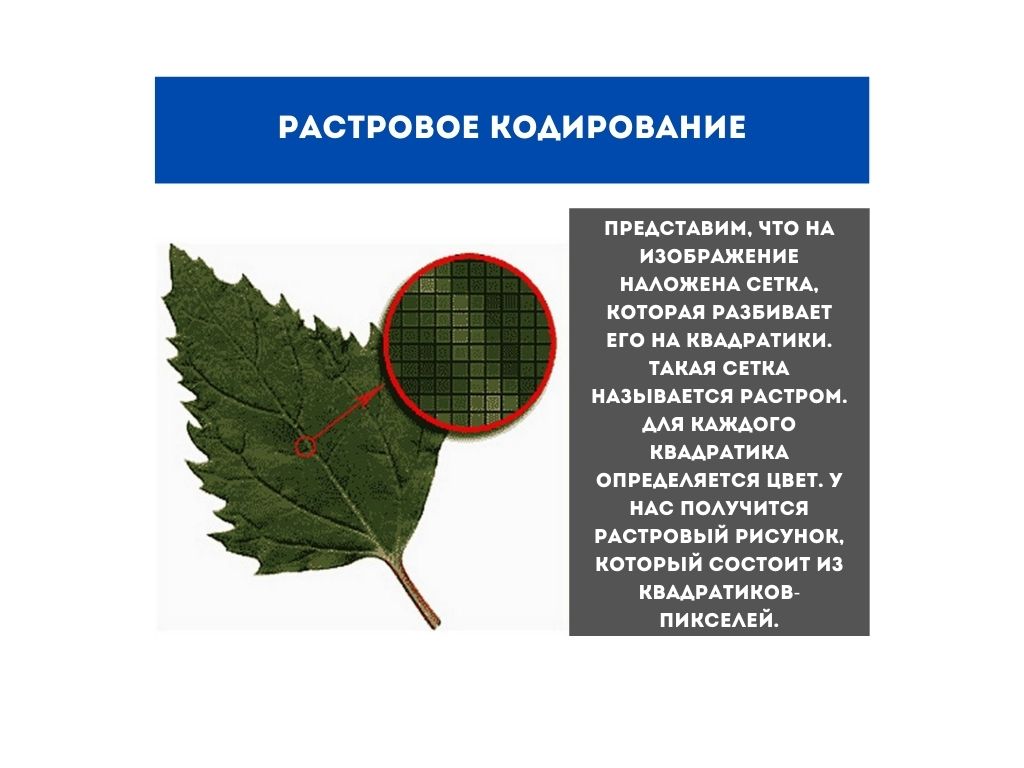 РАСТРОВОЕ КОДИРОВАНИЕ
ПРЕДСТАВИМ, ЧТО НА
ИЗОБРАЖЕНИЕ
НАЛОЖЕНА СЕТКА,
КОТОРАЯ РАЗБИВАЕТ
ЕГО НА КВАДРАТИКИ.
ТАКАЯ СЕТКА
НАЗЫВАЕТСЯ РАСТРОМ.
ДЛЯ КАЖДОГО
КВАДРАТИКА
ОПРЕДЕЛЯЕТСЯ ЦВЕТ. У
НАС ПОЛУЧИТСЯ
РАСТРОВЫЙ РИСУНОК,
КОТОРЫЙ СОСТОИТ ИЗ
КВАДРАТИКОВ-
ПИКСЕЛЕЙ.